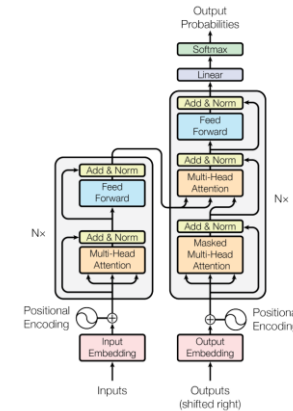 Output
Probabilities
Softmax
Linear
Add & Norm
Feed
Forward
Add & Norm
Multi-Head
Attention
Add & Norm
Masked
Multi-Head
Attention
N×
Add & Norm
Feed
Forward
Add & Norm
Multi-Head
Attention
N×
Positional
Encoding
Input
Embedding
Inputs
Positional
Encoding
Output
Embedding
Outputs
(shifted right)